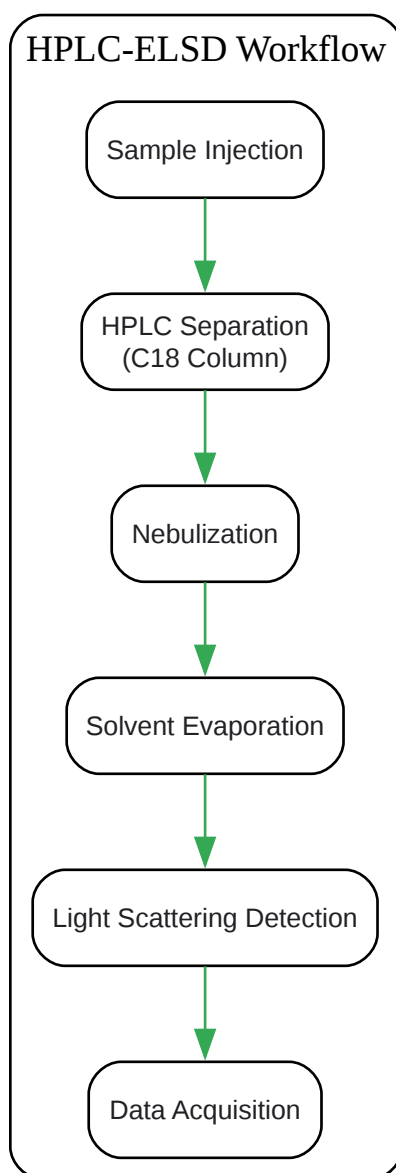 HPLC-ELSD Workflow
Sample Injection
HPLC Separation
(C18 Column)
Nebulization
Solvent Evaporation
Light Scattering Detection
Data Acquisition